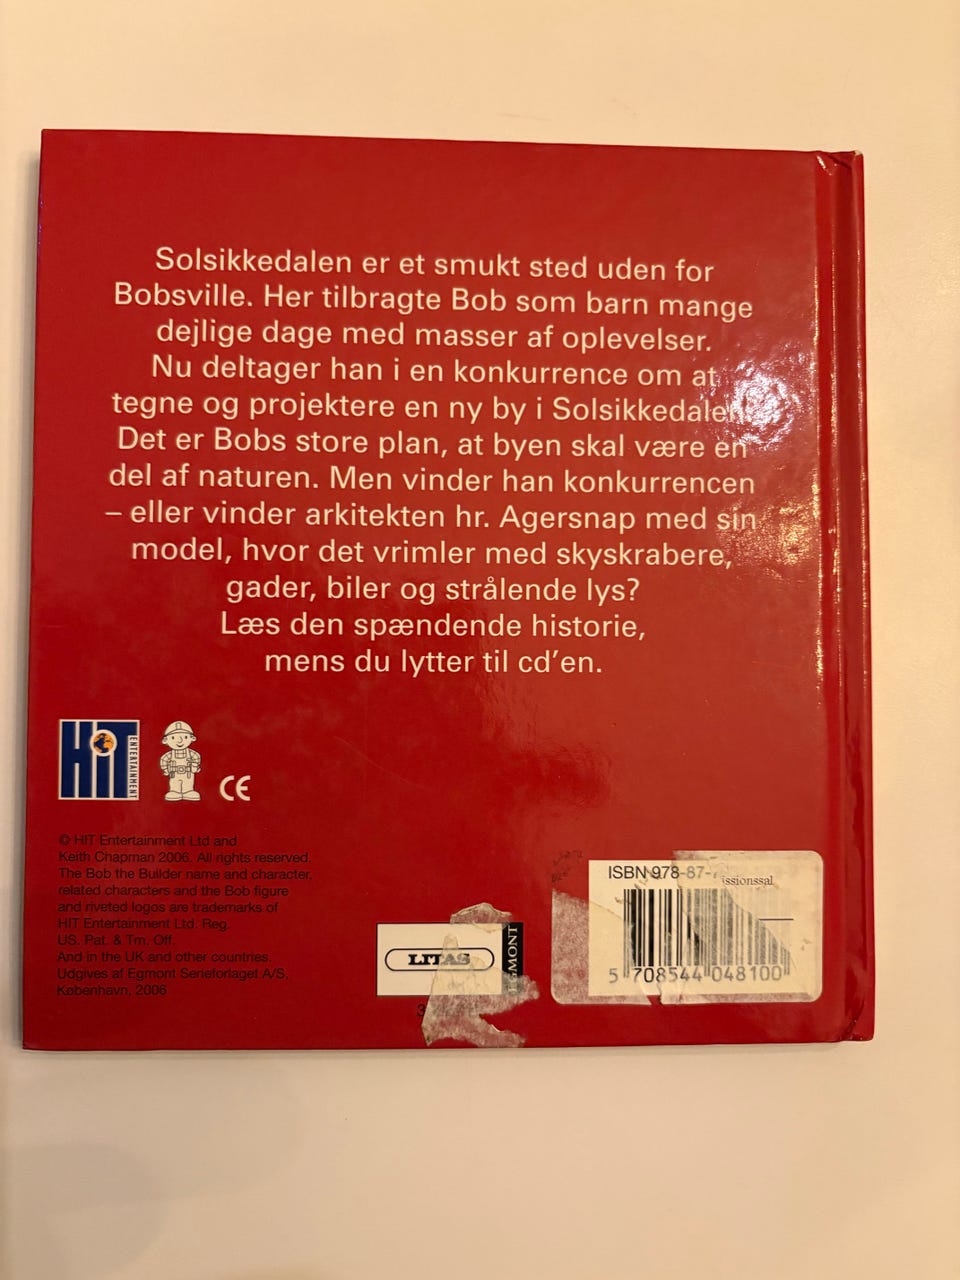 Solsikkedalen er et smukt sted uden for
Bobsville. Her tilbragte Bob som barn mange
dejlige dage med masser af oplevelser.
Nu deltager han i en konkurrence om at
tegne og projektere en ny by i Solsikkedalen.
Det er Bobs store plan, at byen skal være en
del af naturen. Men vinder han konkurrencen
– eller vinder arkitekten hr. Agersnap med sin
model, hvor det vrimler med skyskrabere,
gader, biler og strålende lys?
Læs den spændende historie,
mens du lytter til cd'en.
HiT
ENTERTAINMENT
CE
© HIT Entertainment Ltd and
Keith Chapman 2006. All rights reserved.
The Bob the Builder name and character,
related characters and the Bob figure
and riveted logos are trademarks of
HIT Entertainment Ltd. Reg.
US. Pat. & Tm. Off.
And in the UK and other countries.
Udgives af Egmont Serieforlaget A/S,
København, 2006
LITAS
EGMONT
ISBN 978-87-
issionssal
5 708544 048100